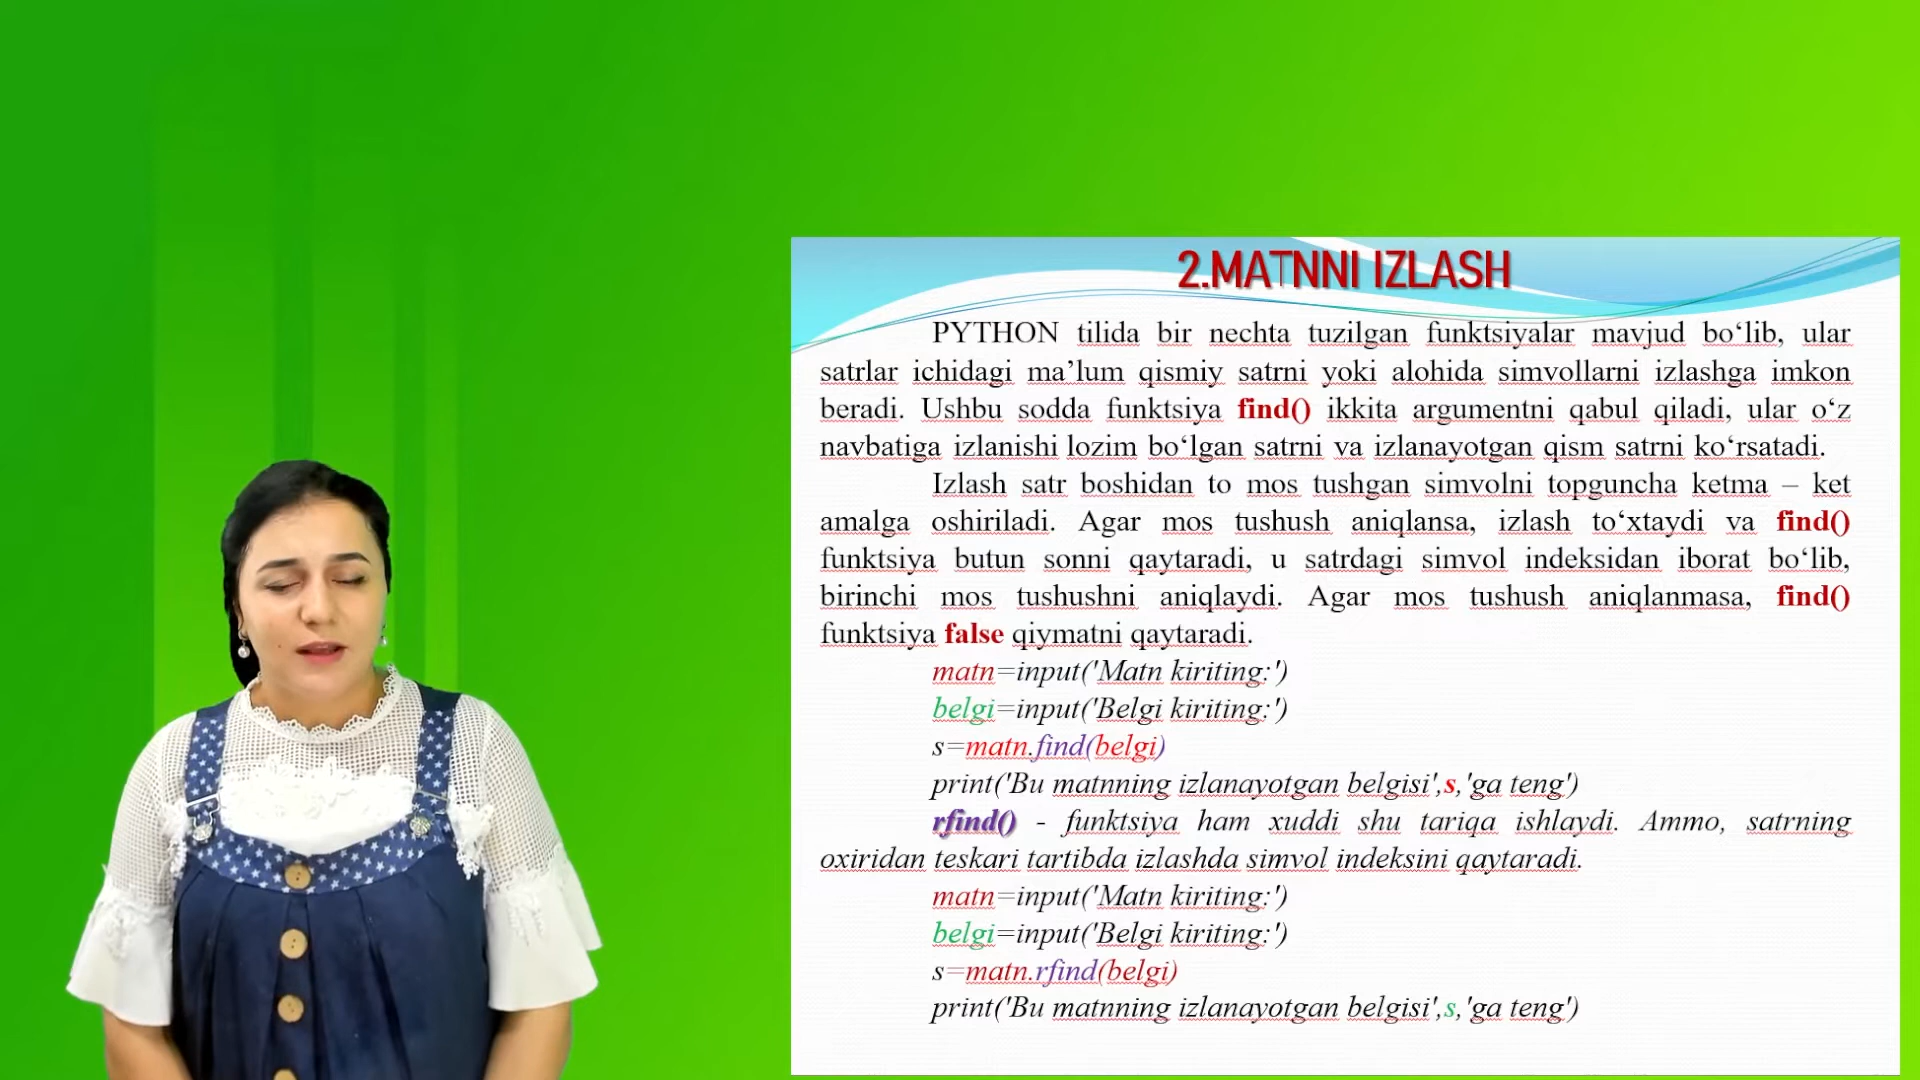 2.MATNNI IZLASH
PYTHON tilida bir nechta tuzilgan funktsiyalar mavjud bo‘lib, ular
satrlar ichidagi ma’lum qismiy satrni yoki alohida simvollarni izlashga imkon
beradi. Ushbu sodda funktsiya find() ikkita argumentni qabul qiladi, ular o‘z
navbatiga izlanishi lozim bo‘lgan satrni va izlanayotgan qism satrni ko‘rsatadi.
Izlash satr boshidan to mos tushgan simvolni topguncha ketma – ket
amalga oshiriladi. Agar mos tushush aniqlansa, izlash to‘xtaydi va find()
funktsiya butun sonni qaytaradi, u satrdagi simvol indeksidan iborat bo‘lib,
birinchi mos tushushni aniqlaydi. Agar mos tushush aniqlanmasa, find()
funktsiya false qiymatni qaytaradi.
matn=input('Matn kiriting:')
belgi=input('Belgi kiriting:')
s=matn.find(belgi)
print('Bu matnning izlanayotgan belgisi',s,'ga teng')
rfind() - funktsiya ham xuddi shu tariqa ishlaydi. Ammo, satrning
oxiridan teskari tartibda izlashda simvol indeksini qaytaradi.
matn=input('Matn kiriting:')
belgi=input('Belgi kiriting:')
s=matn.rfind(belgi)
print('Bu matnning izlanayotgan belgisi',s,'ga teng')